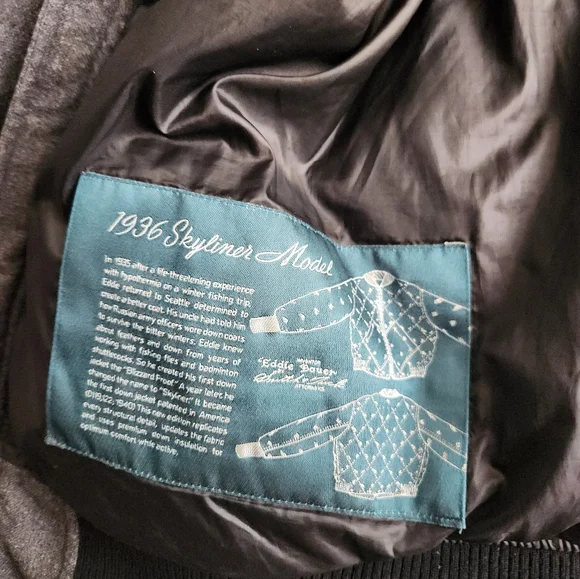 1936 Skyliner Model
In 1935 after a life-threatening experience
with hypothermia on a winter fishing trip,
Eddie returned to Seattle determined to
create a better coat. His uncle had told him
how Russian army officers wore down coats
to survive the bitter winters. Eddie knew
about feathers and down from years of
working with fishing flies and badminton
shuttlecocks. So he created his first down
jacket the "Blizzard Proof." A year later, he
changed the name to "Skyliner." It became
the first down jacket patented in America
(D119,122, 1940) This new edition replicates
every structural detail, updates the fabric
and uses premium down insulation for
optimum comfort while active.
INVENTOR
"Eddie Bauer"
ATTORNEYS